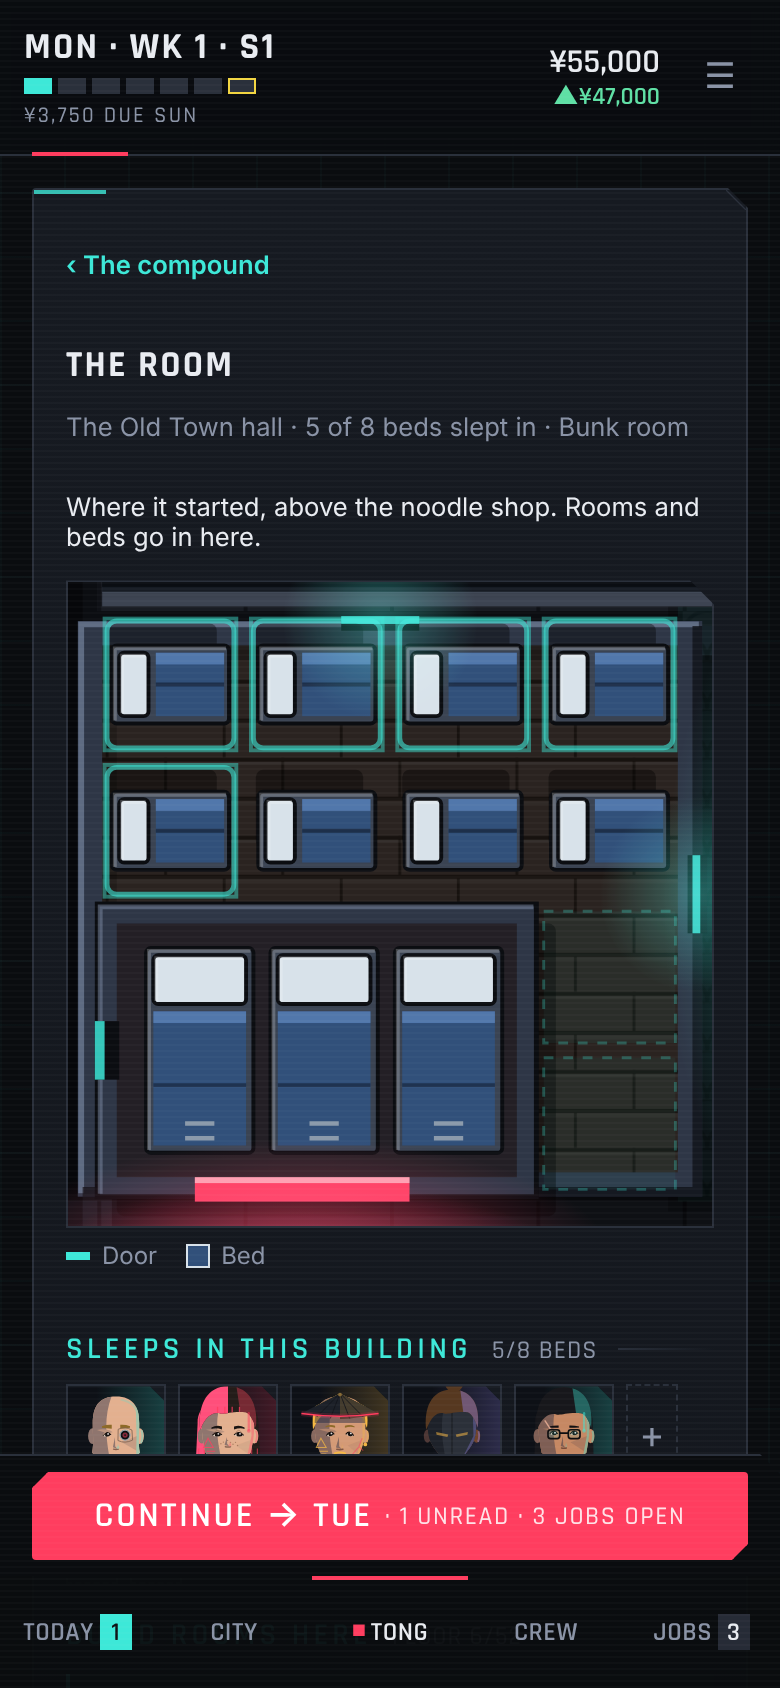 MON · WK 1 · S1
¥3,750 DUE SUN
¥55,000
▲¥47,000
☰
‹ The compound
THE ROOM
The Old Town hall · 5 of 8 beds slept in · Bunk room
Where it started, above the noodle shop. Rooms and
beds go in here.
Door
Bed
SLEEPS IN THIS BUILDING 5/8 BEDS
+
CONTINUE → TUE · 1 UNREAD · 3 JOBS OPEN
TODAY 1
CITY
TONG
CREW
JOBS 3